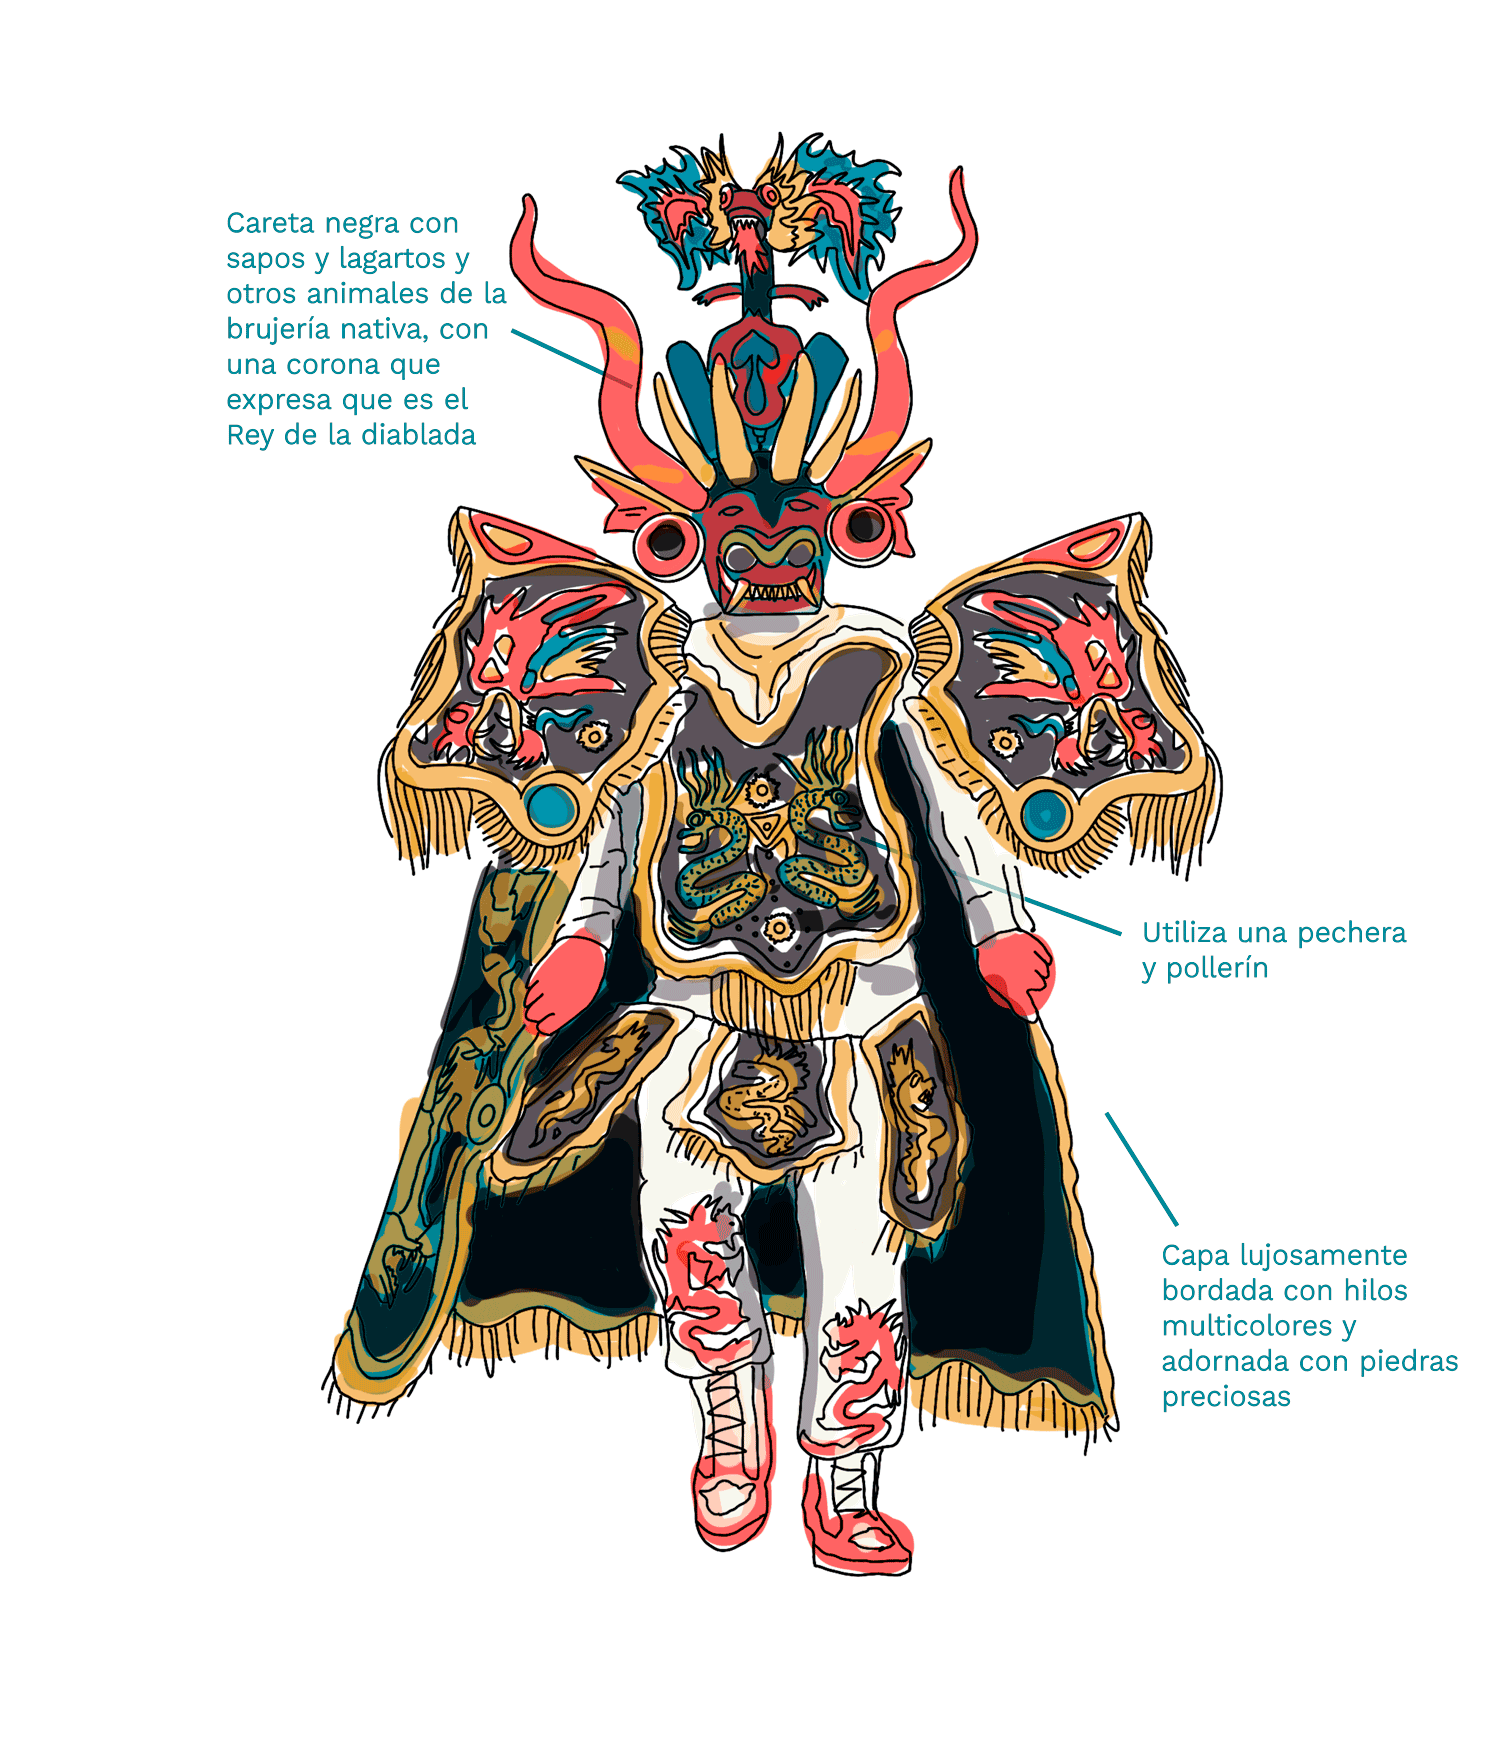 Careta negra con
sapos y lagartos y
otros animales de la
brujería nativa, con
una corona que
expresa que es el
Rey de la diablada
Utiliza una pechera
y pollerín
Capa lujosamente
bordada con hilos
multicolores y
adornada con piedras
preciosas